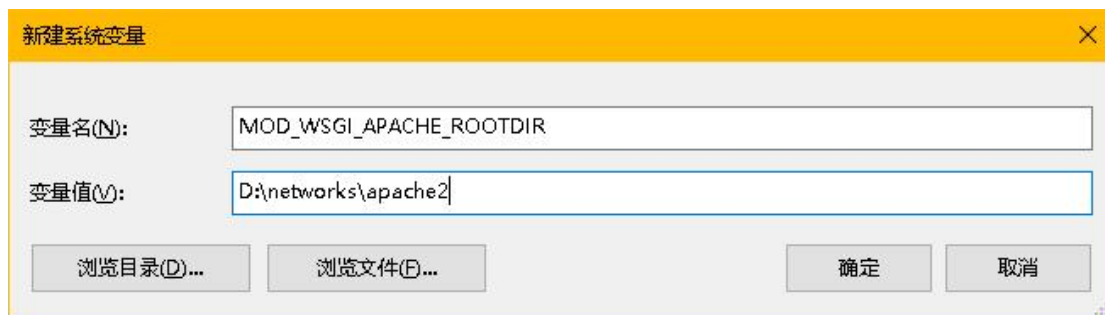 新建系统变量
变量名(N):
MOD_WSGI_APACHE_ROOTDIR
变量值(V):
D:\networks\apache2
浏览目录(D)... 浏览文件(F)... 确定 取消